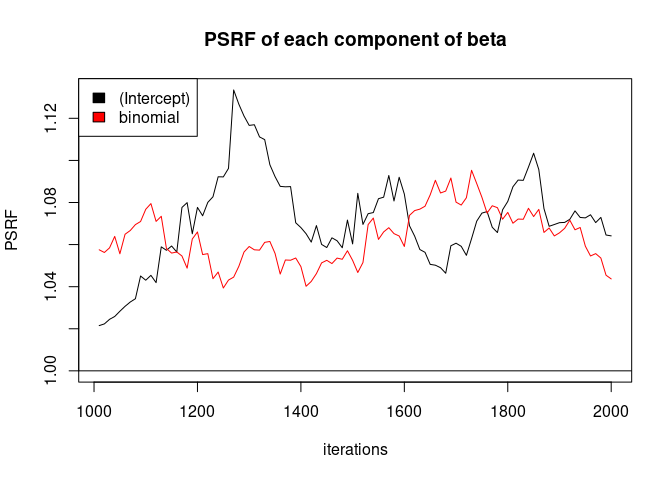 PSRF of each component of beta
(Intercept)
binomial
PSRF
1.12
1.08
1.04
1.00
1000 1200 1400 1600 1800 2000
iterations